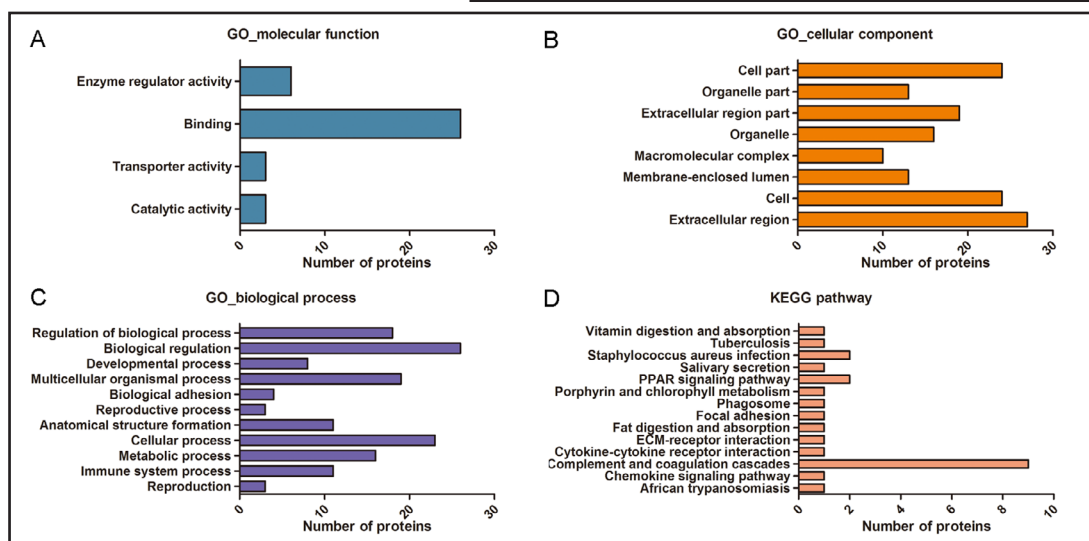 A
GO_molecular function
Enzyme regulator activity
Binding
Transporter activity
Catalytic activity
0
10
20
30
Number of proteins
B
GO_cellular component
Cell part
Organelle part
Extracellular region part
Organelle
Macromolecular complex
Membrane-enclosed lumen
Cell
Extracellular region
0
10
20
30
Number of proteins
C
GO_biological process
Regulation of biological process
Biological regulation
Developmental process
Multicellular organismal process
Biological adhesion
Reproductive process
Anatomical structure formation
Cellular process
Metabolic process
Immune system process
Reproduction
0
10
20
30
Number of proteins
D
KEGG pathway
Vitamin digestion and absorption
Tuberculosis
Staphylococcus aureus infection
Salivary secretion
PPAR signaling pathway
Porphyrin and chlorophyll metabolism
Phagosome
Focal adhesion
Fat digestion and absorption
ECM-receptor interaction
Cytokine-cytokine receptor interaction
Complement and coagulation cascades
Chemokine signaling pathway
African trypanosomiasis
0
2
4
6
8
10
Number of proteins